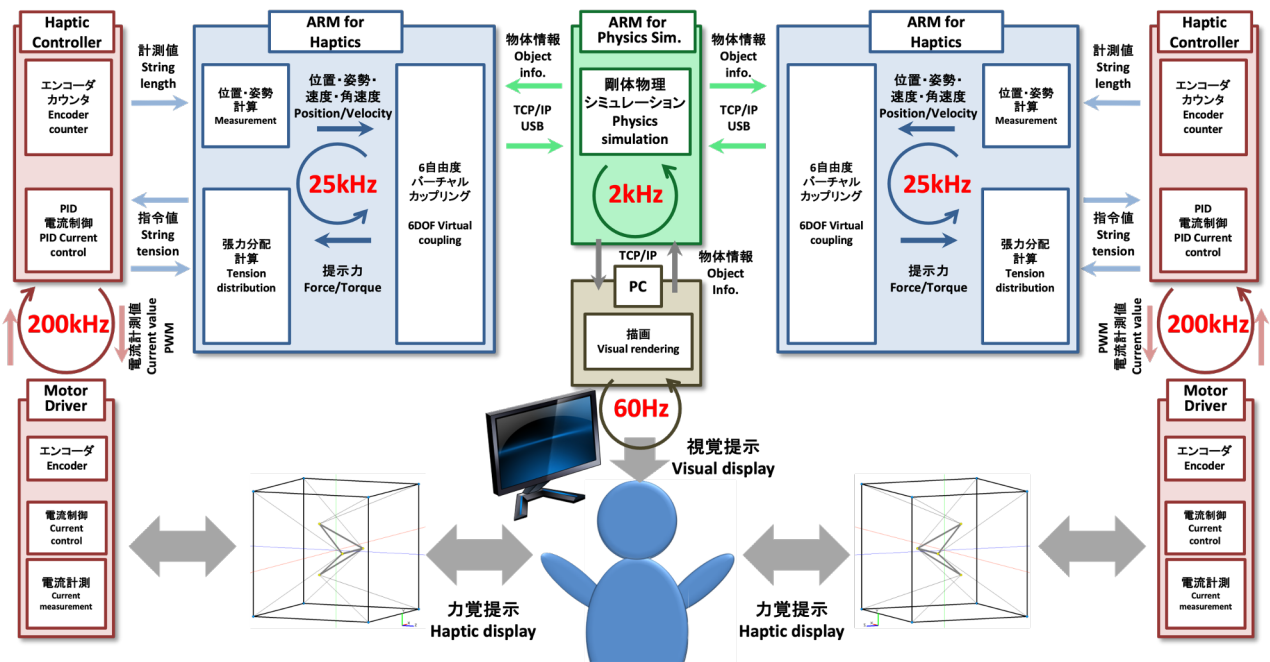 Haptic
Controller
エンコーダ
カウンタ
Encoder
counter
PID
電流制御
PID Current
control
計測値
String
length
指令値
String
tension
200kHz
電流計測値
Current value
PWM
Motor
Driver
エンコーダ
Encoder
電流制御
Current
control
電流計測
Current
measurement
ARM for
Haptics
位置・姿勢
計算
Measurement
位置・姿勢・
速度・角速度
Position/Velocity
25kHz
張力分配
計算
Tension
distribution
提示力
Force/Torque
6自由度
バーチャル
カップリング
6DOF Virtual
coupling
物体情報
Object
info.
TCP/IP
USB
ARM for
Physics Sim.
剛体物理
シミュレーション
Physics
simulation
2kHz
TCP/IP
物体情報
Object
Info.
PC
描画
Visual rendering
60Hz
視覚提示
Visual display
物体情報
Object
info.
TCP/IP
USB
ARM for
Haptics
6自由度
バーチャル
カップリング
6DOF Virtual
coupling
位置・姿勢・
速度・角速度
Position/Velocity
25kHz
提示力
Force/Torque
位置・姿勢
計算
Measurement
張力分配
計算
Tension
distribution
計測値
String
length
指令値
String
tension
Haptic
Controller
エンコーダ
カウンタ
Encoder
counter
PID
電流制御
PID Current
control
PWM
電流計測値
Current value
200kHz
Motor
Driver
エンコーダ
Encoder
電流制御
Current
control
電流計測
Current
measurement
力覚提示
Haptic display
力覚提示
Haptic display